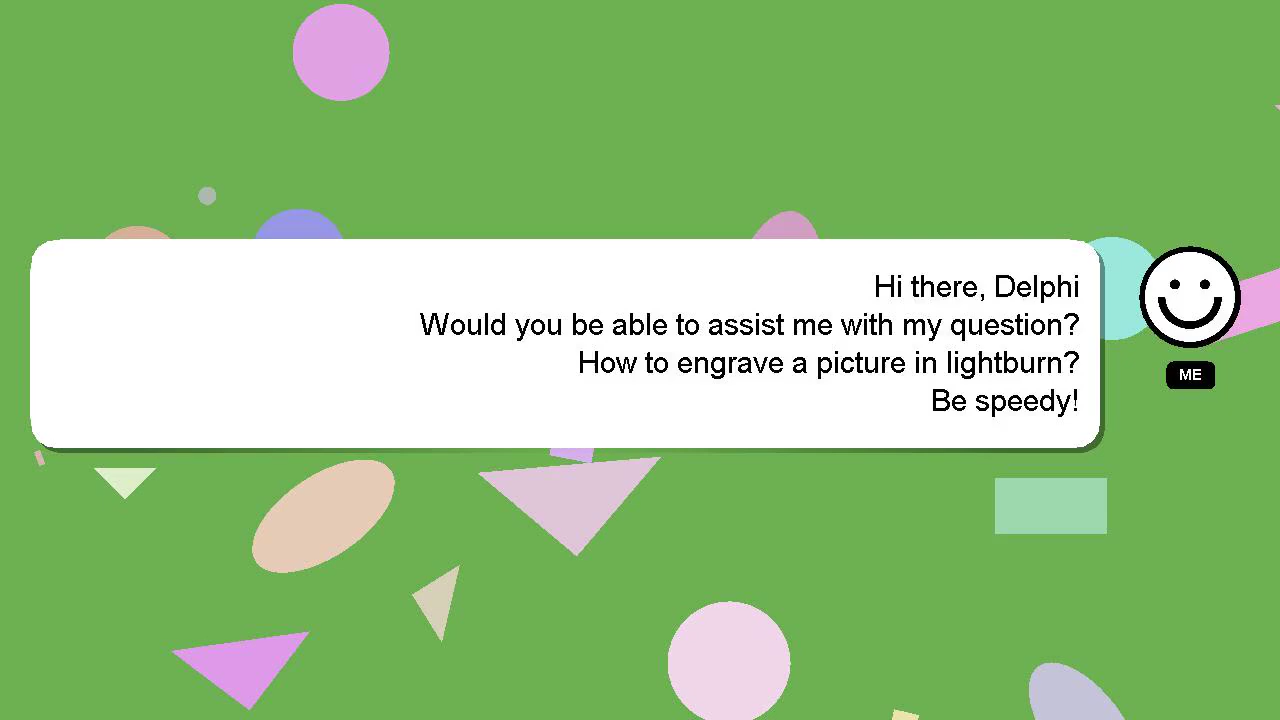 Hi there, Delphi
Would you be able to assist me with my question?
How to engrave a picture in lightburn?
Be speedy!
ME